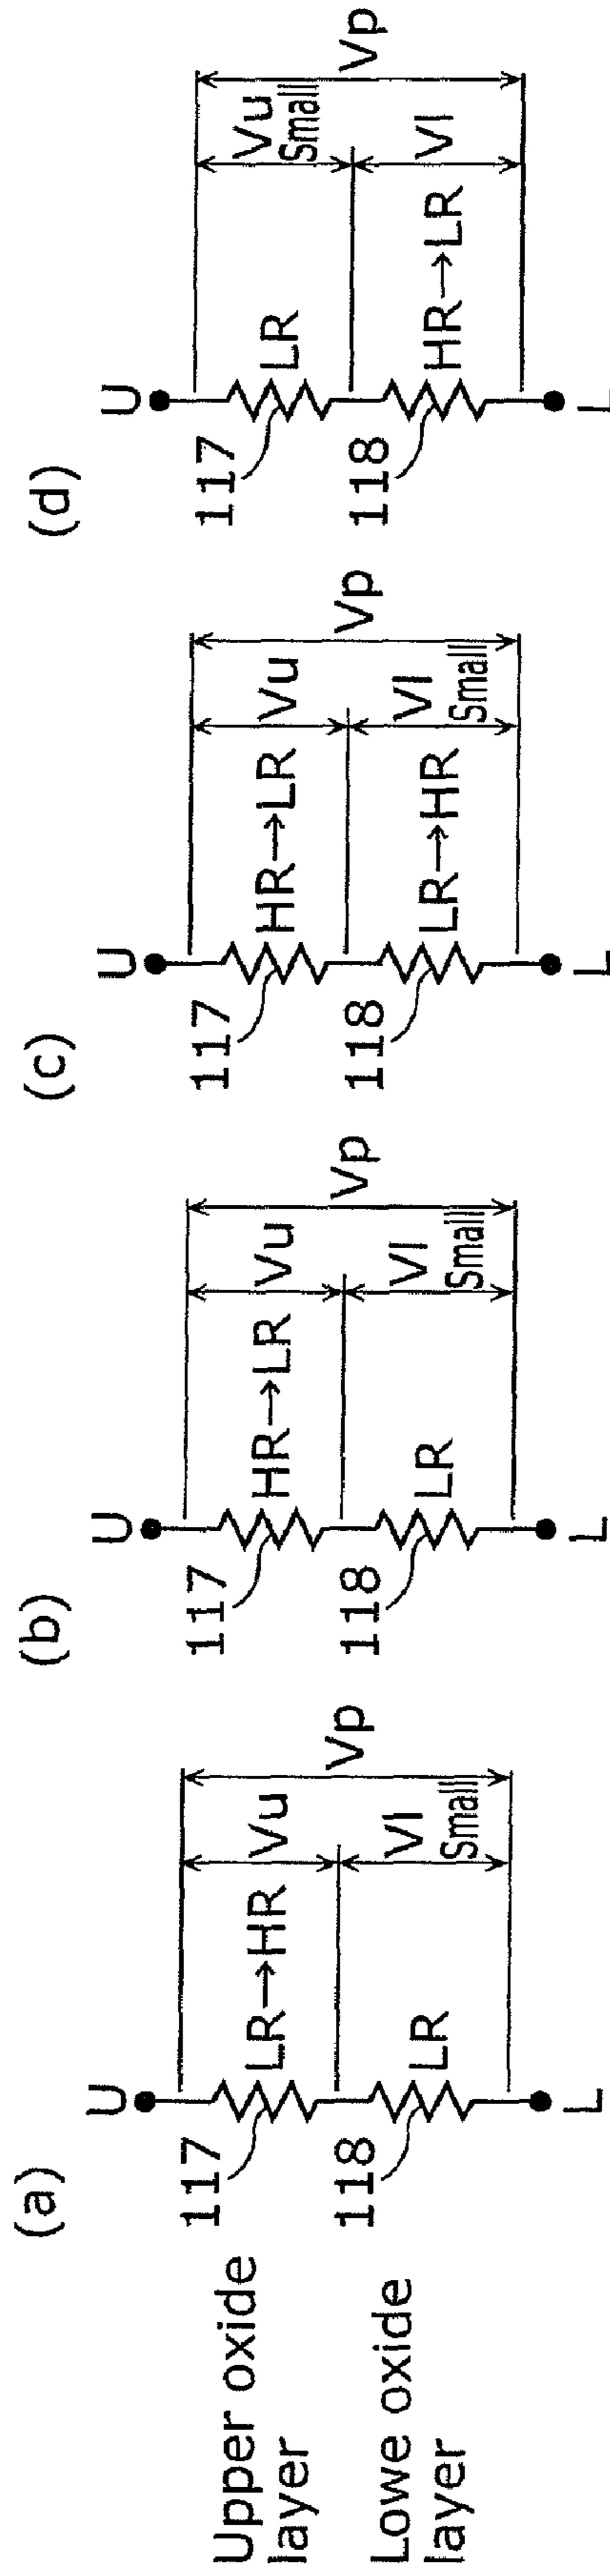 (a)
U
Upper oxide
layer
117
LR→HR
Vu
Vp
Lowe oxide
layer
118
LR
Vl
Small
L
(b)
U
117
HR→LR
Vu
Vp
118
LR
Vl
Small
L
(c)
U
117
HR→LR
Vu
Vp
118
LR→HR
Vl
Small
L
(d)
U
117
LR
Vu
Small
Vp
118
HR→LR
Vl
L